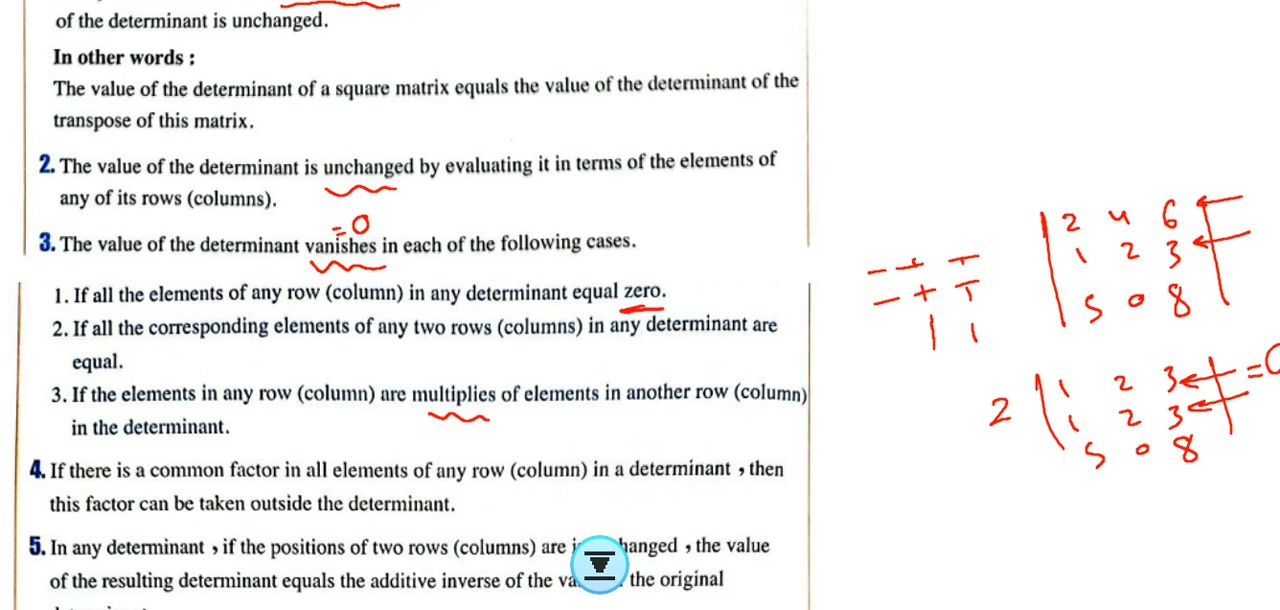 of the determinant is unchanged.
In other words :
The value of the determinant of a square matrix equals the value of the determinant of the
transpose of this matrix.
2. The value of the determinant is unchanged by evaluating it in terms of the elements of
any of its rows (columns).
= 0
3. The value of the determinant vanishes in each of the following cases.
1. If all the elements of any row (column) in any determinant equal zero.
2. If all the corresponding elements of any two rows (columns) in any determinant are
equal.
3. If the elements in any row (column) are multiplies of elements in another row (column)
in the determinant.
4. If there is a common factor in all elements of any row (column) in a determinant , then
this factor can be taken outside the determinant.
5. In any determinant , if the positions of two rows (columns) are hanged , the value
of the resulting determinant equals the additive inverse of the the original
2 4 6
1 2 3
5 0 8
1 2 3 = 0
2 1 2 3
5 0 8